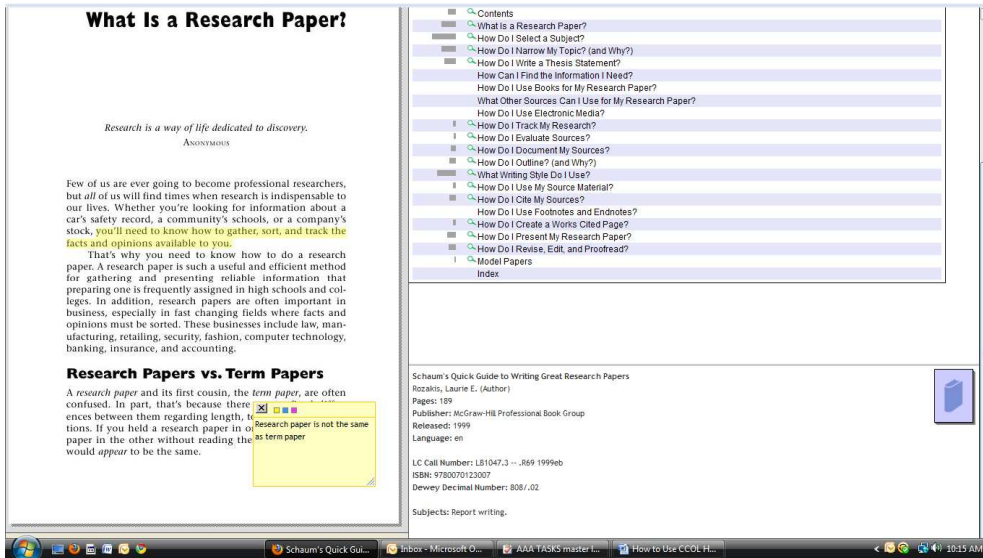 What Is a Research Paper?
Research is a way of life dedicated to discovery.
ANONYMOUS
Few of us are ever going to become professional researchers,
but all of us will find times when research is indispensable to
our lives. Whether you're looking for information about a
car's safety record, a community's schools, or a company's
stock, you'll need to know how to gather, sort, and track the
facts and opinions available to you.
That's why you need to know how to do a research
paper. A research paper is such a useful and efficient method
for gathering and presenting reliable information that
preparing one is frequently assigned in high schools and col-
leges. In addition, research papers are often important in
business, especially in fast changing fields where facts and
opinions must be sorted. These businesses include law, man-
ufacturing, retailing, security, fashion, computer technology,
banking, insurance, and accounting.
Research Papers vs. Term Papers
A research paper and its first cousin, the term paper, are often
confused. In part, that's because there
ences between them regarding length,
tions. If you held a research paper in
paper in the other without reading the
would appear to be the same.
Research paper is not the same
as term paper
Contents
What Is a Research Paper?
How Do I Select a Subject?
How Do I Narrow My Topic? (and Why?)
How Do I Write a Thesis Statement?
How Can I Find the Information I Need?
How Do I Use Books for My Research Paper?
What Other Sources Can I Use for My Research Paper?
How Do I Use Electronic Media?
How Do I Track My Research?
How Do I Evaluate Sources?
How Do I Document My Sources?
How Do I Outline? (and Why?)
What Writing Style Do I Use?
How Do I Use My Source Material?
How Do I Cite My Sources?
How Do I Use Footnotes and Endnotes?
How Do I Create a Works Cited Page?
How Do I Present My Research Paper?
How Do I Revise, Edit, and Proofread?
Model Papers
Index
Schaum's Quick Guide to Writing Great Research Papers
Rozakis, Laurie E. (Author)
Pages: 189
Publisher: McGraw-Hill Professional Book Group
Released: 1999
Language: en
LC Call Number: LB1047.3 -- .R69 1999eb
ISBN: 9780070123007
Dewey Decimal Number: 808/.02
Subjects: Report writing.
Schaum's Quick Gui...
Inbox - Microsoft O...
AAA TASKS master l...
How to Use CCOL H...
10:15 AM